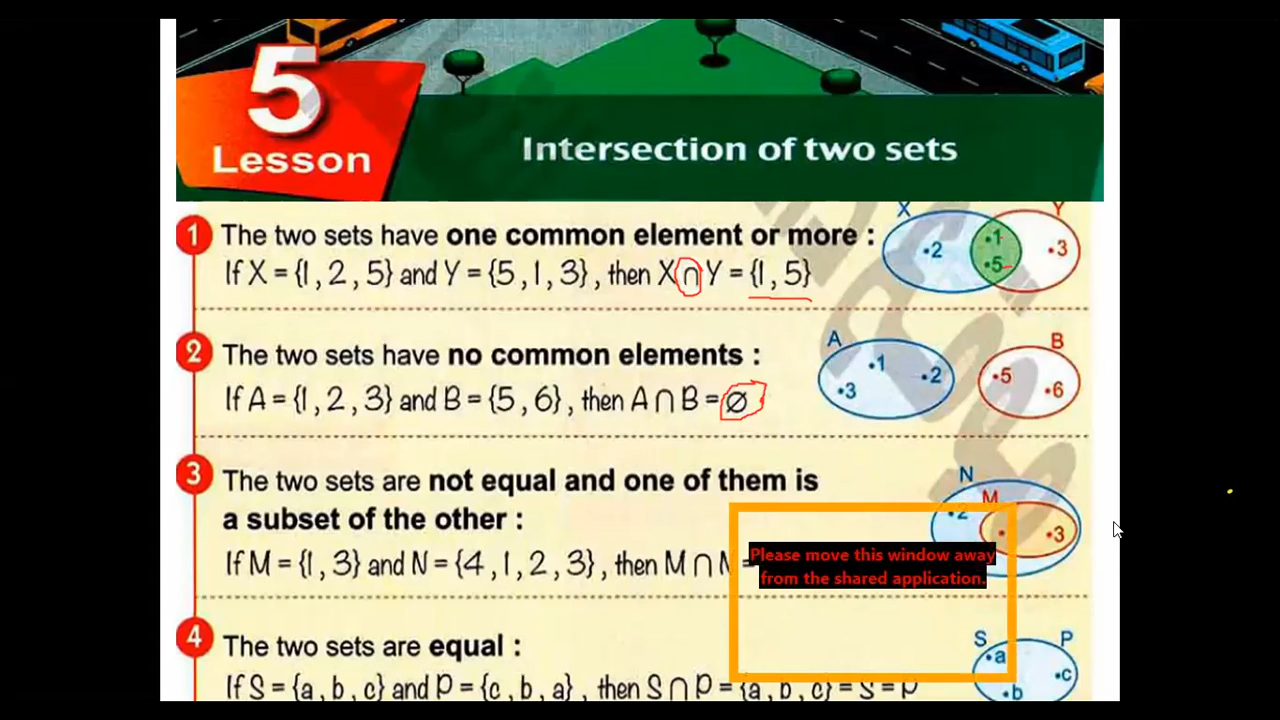 5
Lesson
Intersection of two sets
1 The two sets have one common element or more :
If X = {1, 2, 5} and Y = {5, 1, 3}, then X ∩ Y = {1, 5}
X Y
•2 •1 •5 •3
2 The two sets have no common elements :
If A = {1, 2, 3} and B = {5, 6}, then A ∩ B = ∅
A B
•1 •2 •3 •5 •6
3 The two sets are not equal and one of them is
a subset of the other :
If M = {1, 3} and N = {4, 1, 2, 3}, then M ∩
N
M
•2 •3
Please move this window away
from the shared application.
4 The two sets are equal :
If S = {a, b, c} and P = {c, b, a}, then S ∩ P = {a, b, c} = S = P
S P
•a •c •b